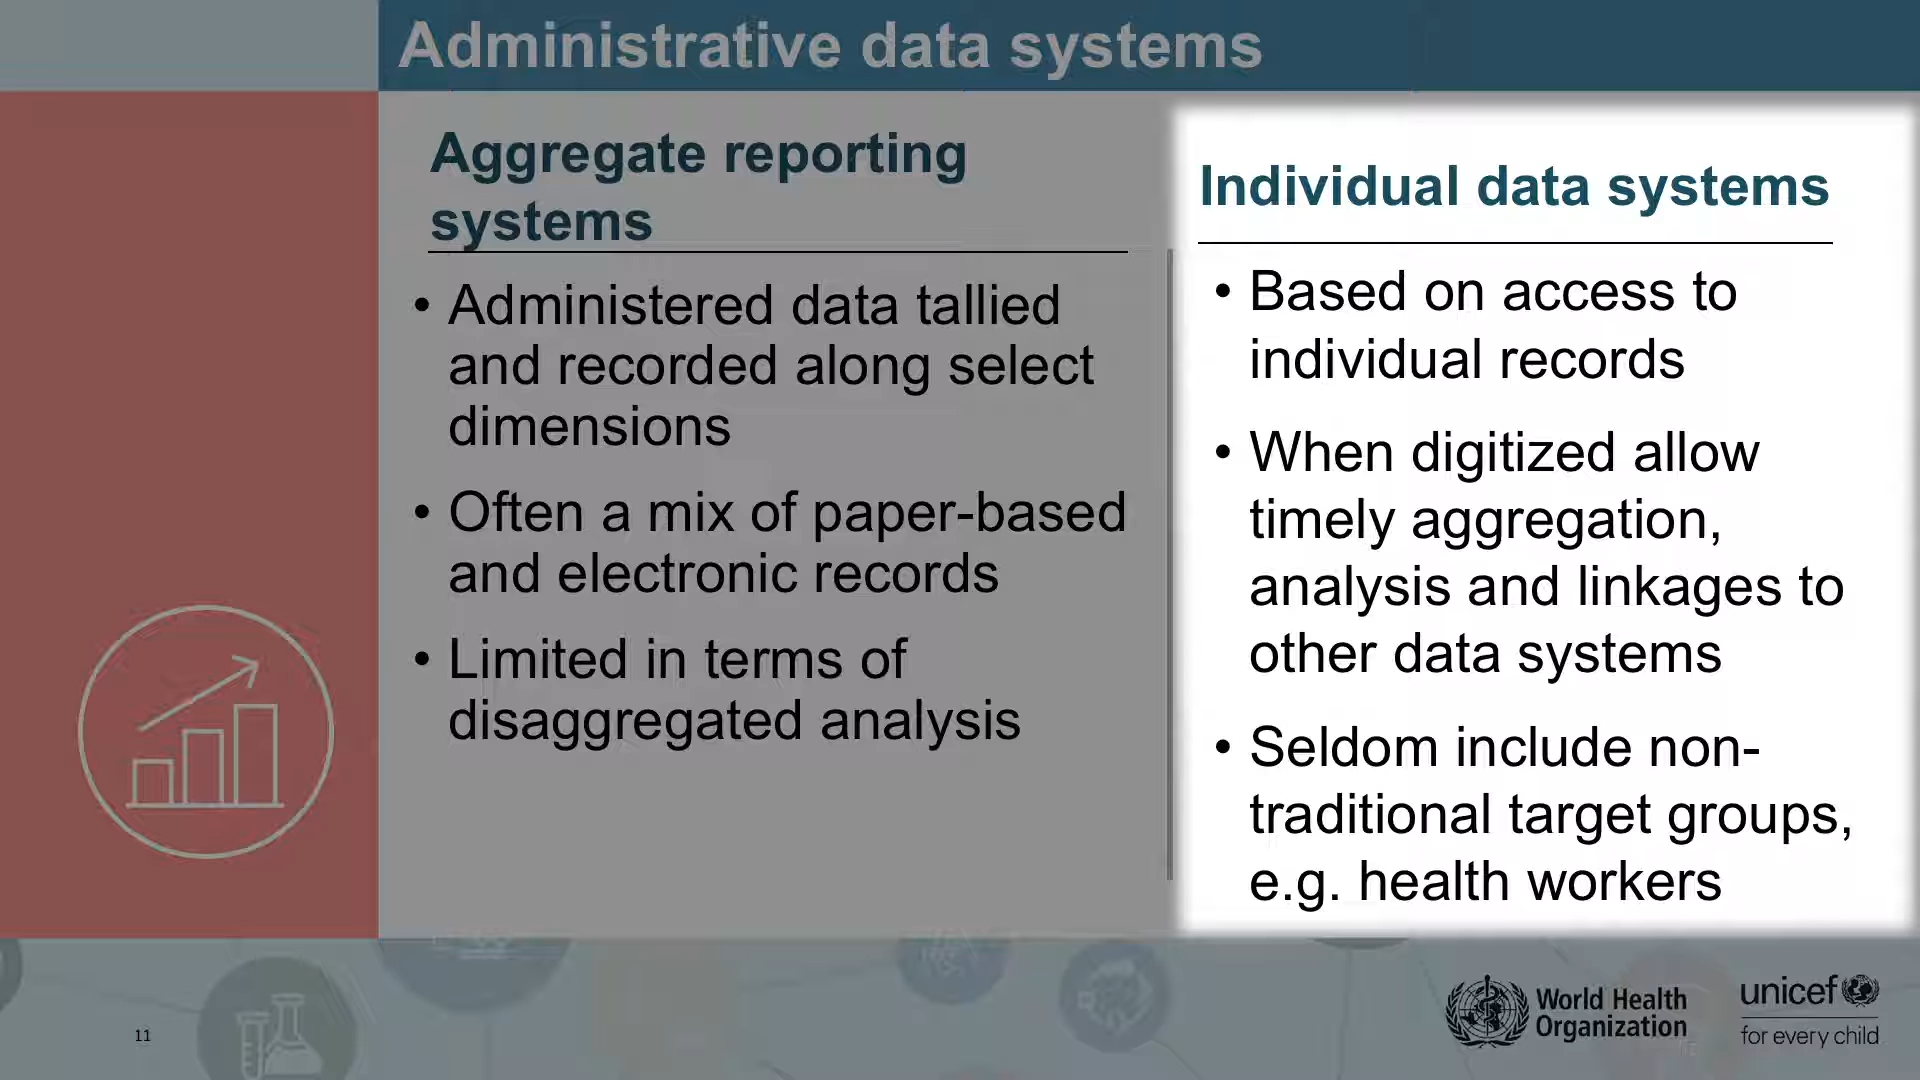 Administrative data systems
Aggregate reporting
systems
• Administered data tallied
and recorded along select
dimensions
• Often a mix of paper-based
and electronic records
• Limited in terms of
disaggregated analysis
Individual data systems
• Based on access to
individual records
• When digitized allow
timely aggregation,
analysis and linkages to
other data systems
• Seldom include non-
traditional target groups,
e.g. health workers
11
World Health
Organization
unicef
for every child